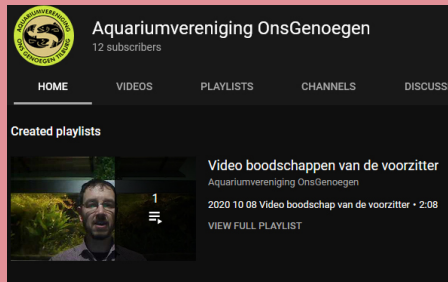 AQUARIUMVERENIGING
ONS GENOEGEN TILBURG
Aquariumvereniging OnsGenoegen
12 subscribers
HOME VIDEOS PLAYLISTS CHANNELS DISCUSS
Created playlists
1
Video boodschappen van de voorzitter
Aquariumvereniging OnsGenoegen
2020 10 08 Video boodschap van de voorzitter • 2:08
VIEW FULL PLAYLIST